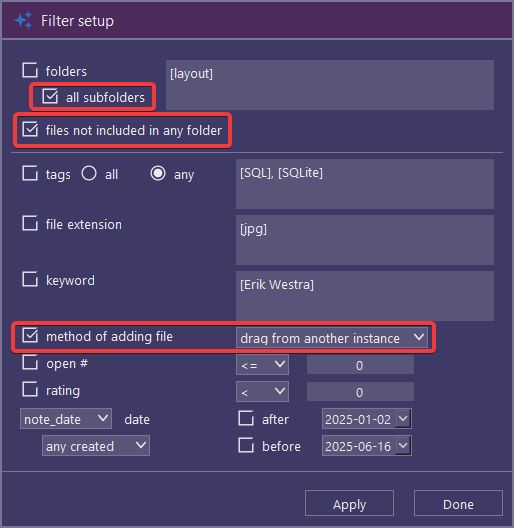 Filter setup
folders [layout]
all subfolders
files not included in any folder
tags all any [SQL], [SQLite]
file extension [jpg]
keyword [Erik Westra]
method of adding file drag from another instance
open # <= 0
rating < 0
note_date date after 2025-01-02
any created before 2025-06-16
Apply Done